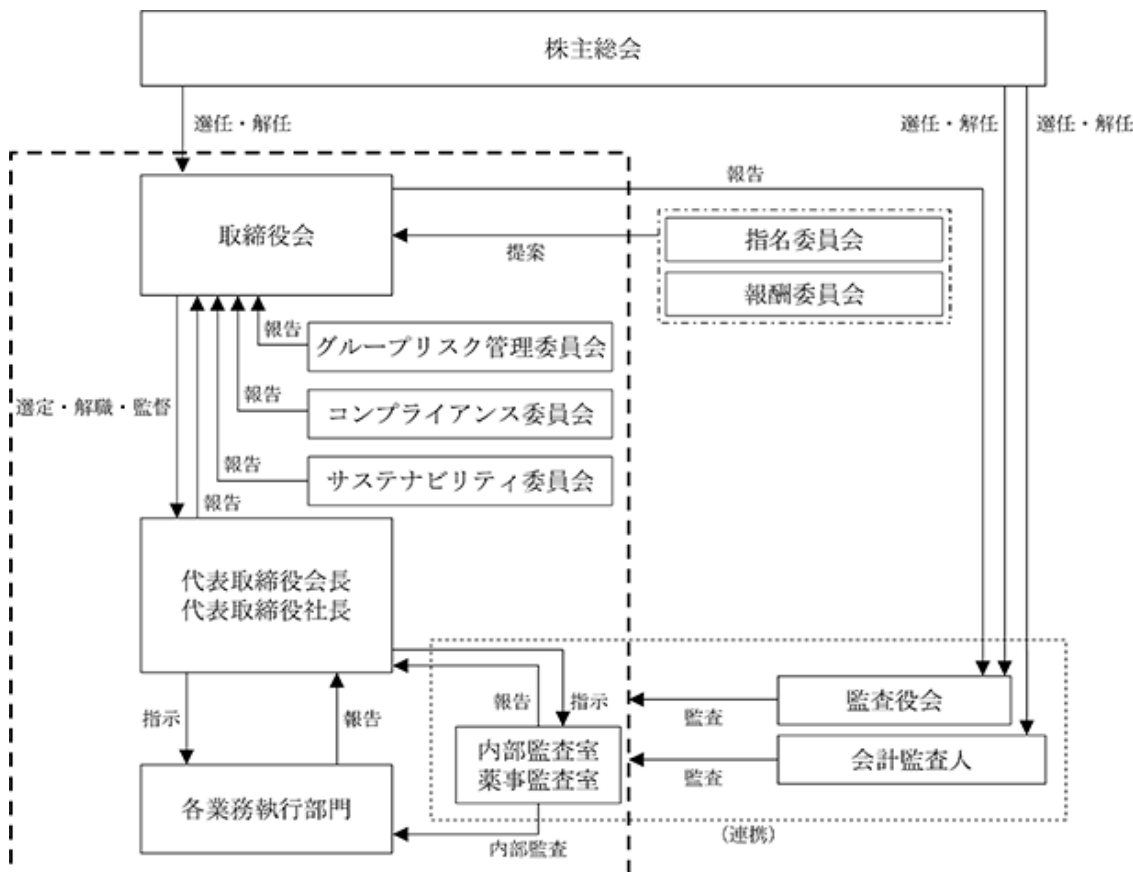 株主総会
選任・解任
選任・解任
選任・解任
報告
取締役会
指名委員会
提案
報酬委員会
報告
グループリスク管理委員会
選定・解職・監督
報告
コンプライアンス委員会
報告
サステナビリティ委員会
報告
代表取締役会長
代表取締役社長
指示
報告
報告
指示
監査役会
監査
内部監査室
薬事監査室
会計監査人
監査
各業務執行部門
内部監査
（連携）